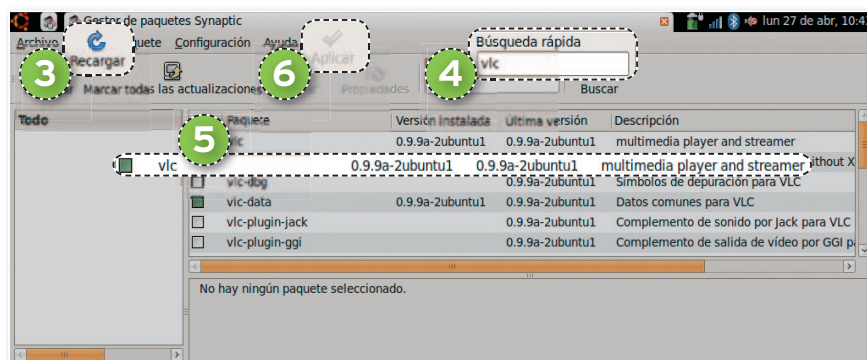 Gestor de paquetes Synaptic
lun 27 de abr, 10:4
Archivo
Configuración Ayuda
Búsqueda rápida
Recargar
Aplicar
vlc
3
6
4
Marcar todas las actualizaciones
Propiedades
Buscar
Todo
Paquete Versión instalada Última versión Descripción
5
vlc 0.9.9a-2ubuntu1 0.9.9a-2ubuntu1 multimedia player and streamer
vlc 0.9.9a-2ubuntu1 0.9.9a-2ubuntu1 multimedia player and streamer
ithout X
vlc-dbg 0.9.9a-2ubuntu1 Símbolos de depuración para VLC
vlc-data 0.9.9a-2ubuntu1 0.9.9a-2ubuntu1 Datos comunes para VLC
vlc-plugin-jack 0.9.9a-2ubuntu1 Complemento de sonido por Jack para VLC
vlc-plugin-ggi 0.9.9a-2ubuntu1 Complemento de salida de vídeo por GGI p
No hay ningún paquete seleccionado.